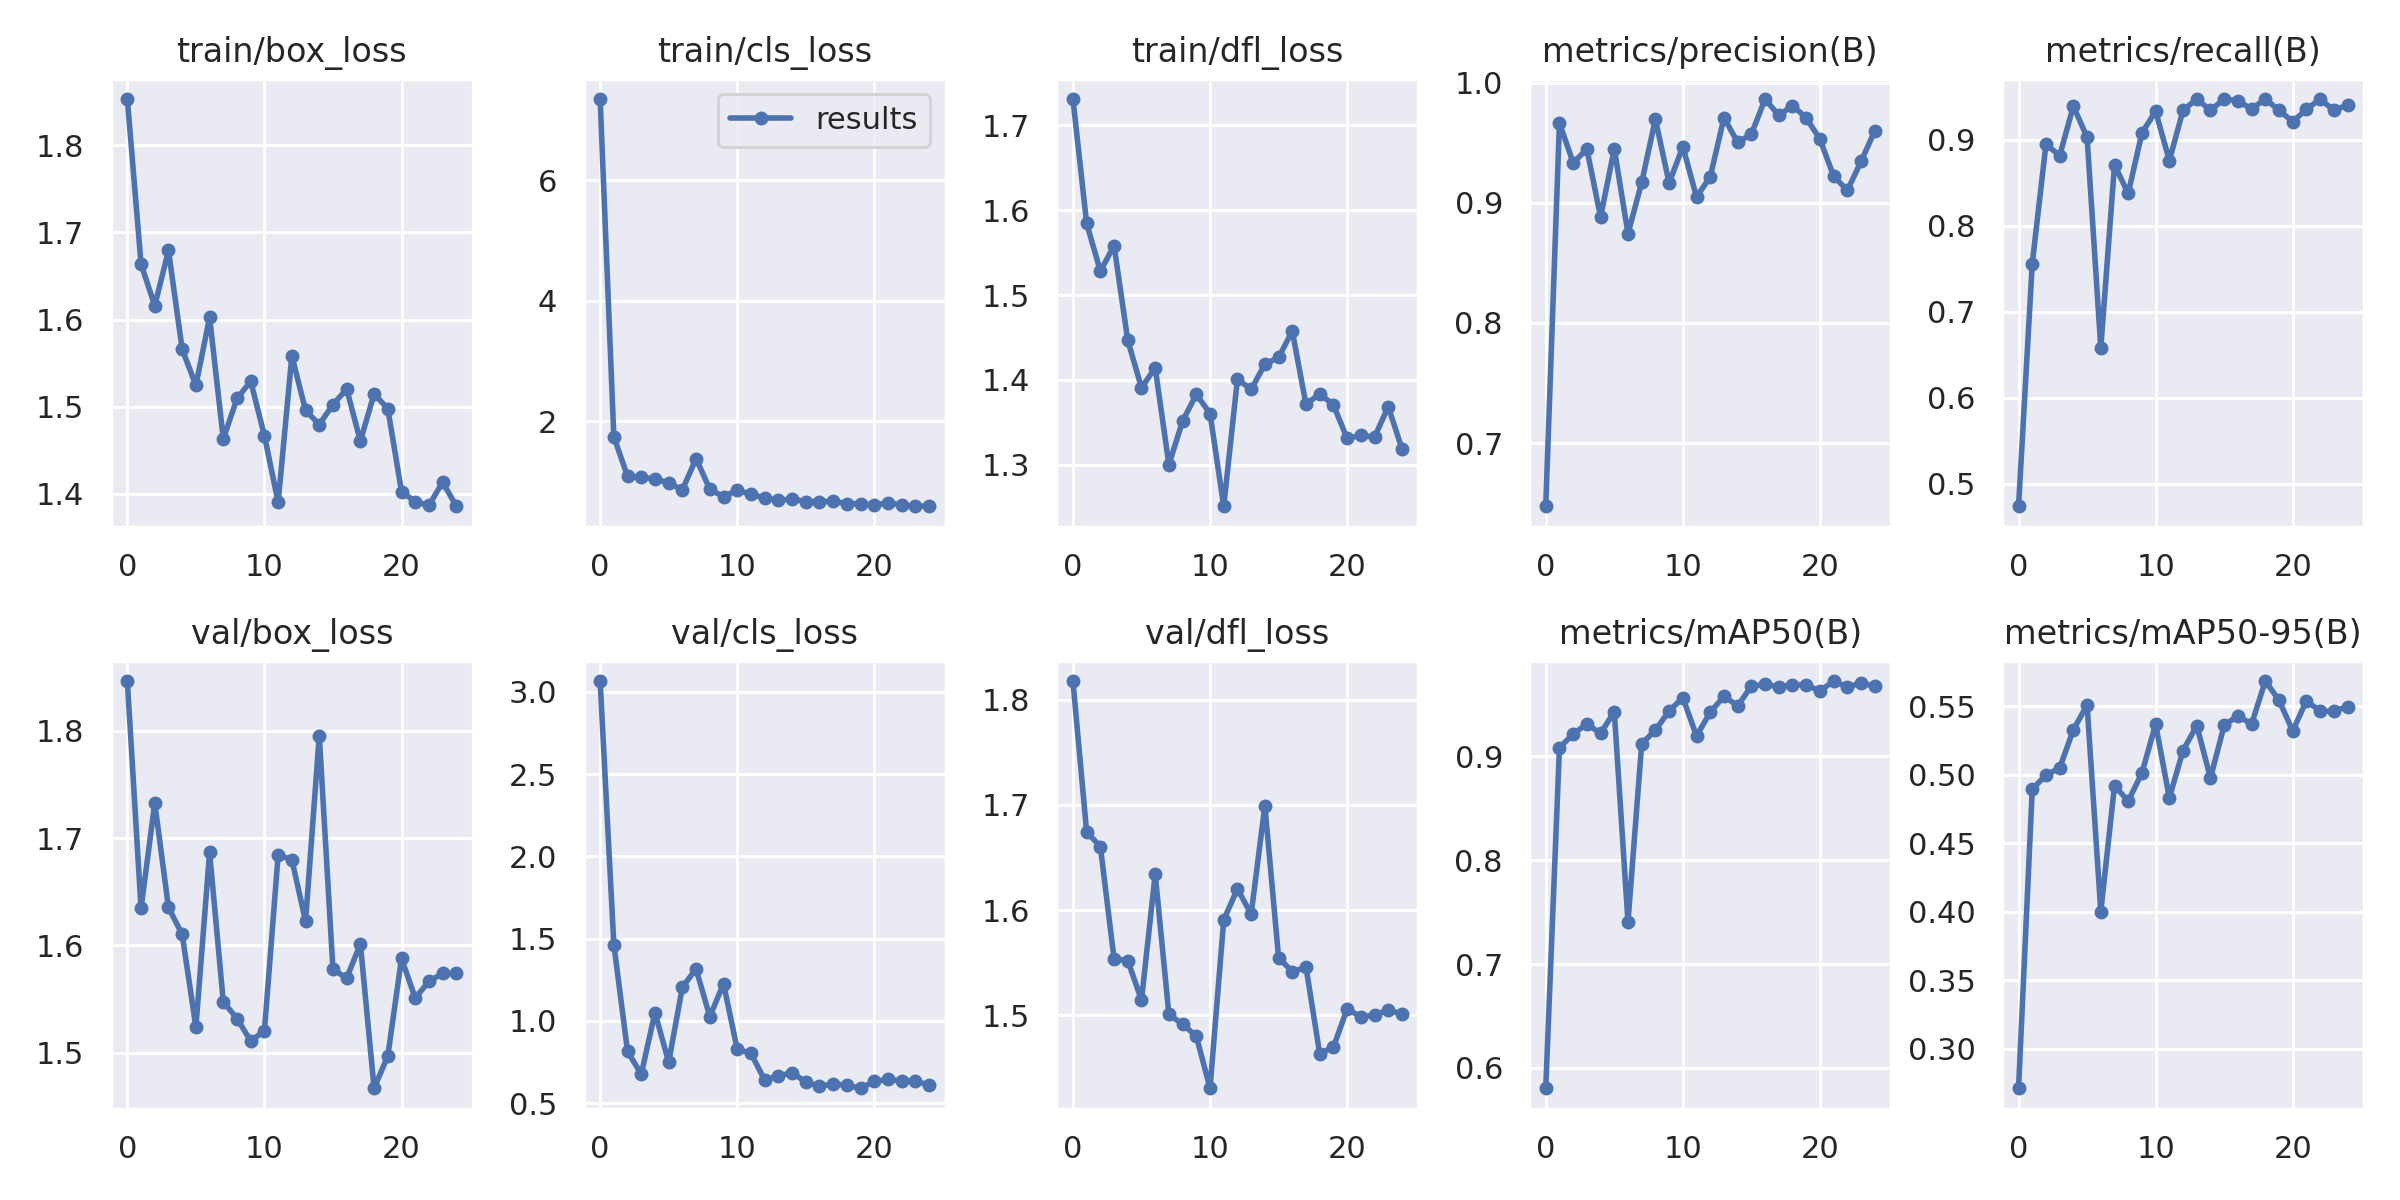 train/box_loss
1.8
1.7
1.6
1.5
1.4
0 10 20
train/cls_loss
results
6
4
2
0 10 20
train/dfl_loss
1.7
1.6
1.5
1.4
1.3
0 10 20
metrics/precision(B)
1.0
0.9
0.8
0.7
0 10 20
metrics/recall(B)
0.9
0.8
0.7
0.6
0.5
0 10 20
val/box_loss
1.8
1.7
1.6
1.5
0 10 20
val/cls_loss
3.0
2.5
2.0
1.5
1.0
0.5
0 10 20
val/dfl_loss
1.8
1.7
1.6
1.5
0 10 20
metrics/mAP50(B)
0.9
0.8
0.7
0.6
0 10 20
metrics/mAP50-95(B)
0.55
0.50
0.45
0.40
0.35
0.30
0 10 20